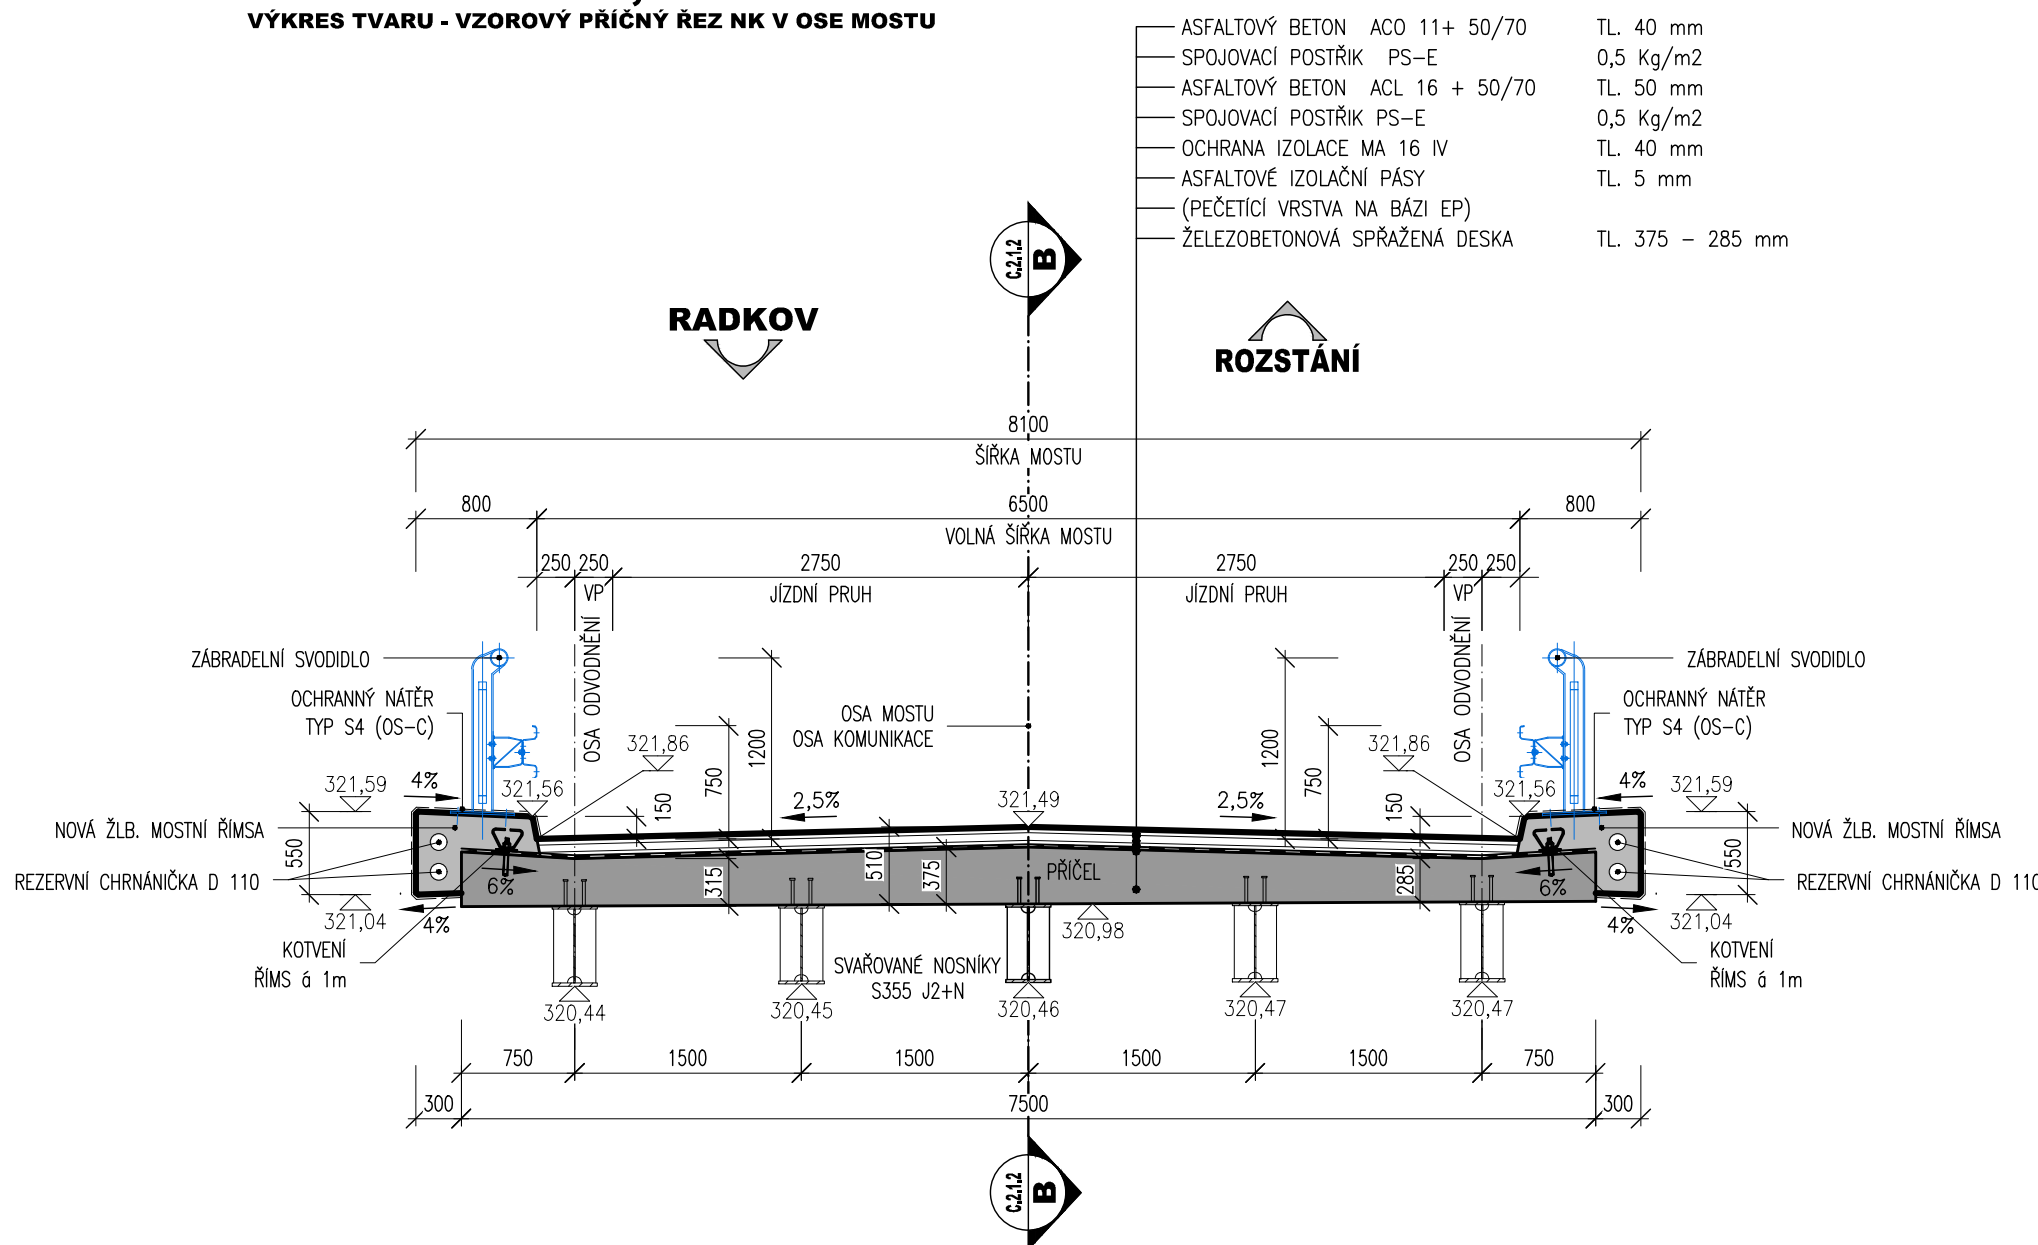 VÝKRES TVARU - VZOROVÝ PŘÍČNÝ ŘEZ NK V OSE MOSTU
ASFALTOVÝ BETON ACO 11+ 50/70 TL. 40 mm
SPOJOVACÍ POSTŘIK PS-E 0,5 Kg/m2
ASFALTOVÝ BETON ACL 16 + 50/70 TL. 50 mm
SPOJOVACÍ POSTŘIK PS-E 0,5 Kg/m2
OCHRANA IZOLACE MA 16 IV TL. 40 mm
ASFALTOVÉ IZOLAČNÍ PÁSY TL. 5 mm
(PEČETÍCÍ VRSTVA NA BÁZI EP)
ŽELEZOBETONOVÁ SPŘAŽENÁ DESKA TL. 375 - 285 mm
C.2.1.2 B
RADKOV
ROZSTÁNÍ
8100
ŠÍŘKA MOSTU
800 6500 800
VOLNÁ ŠÍŘKA MOSTU
250 250 2750 2750 250 250
VP JÍZDNÍ PRUH JÍZDNÍ PRUH VP
OSA ODVODNĚNÍ OSA ODVODNĚNÍ
ZÁBRADELNÍ SVODIDLO ZÁBRADELNÍ SVODIDLO
OCHRANNÝ NÁTĚR OCHRANNÝ NÁTĚR
TYP S4 (OS-C) TYP S4 (OS-C)
OSA MOSTU
OSA KOMUNIKACE
1200 1200
321,86 321,86
750 750
321,59 4% 321,56 321,56 4% 321,59
150 2,5% 321,49 2,5% 150
NOVÁ ŽLB. MOSTNÍ ŘÍMSA NOVÁ ŽLB. MOSTNÍ ŘÍMSA
550 550
REZERVNÍ CHRNÁNIČKA D 110 REZERVNÍ CHRNÁNIČKA D 110
6% 315 510 375 PŘÍČEL 285 6%
321,04 4% 320,98 4% 321,04
KOTVENÍ KOTVENÍ
ŘÍMS á 1m ŘÍMS á 1m
SVAŘOVANÉ NOSNÍKY
S355 J2+N
320,44 320,45 320,46 320,47 320,47
750 1500 1500 1500 1500 750
300 7500 300
C.2.1.2 B